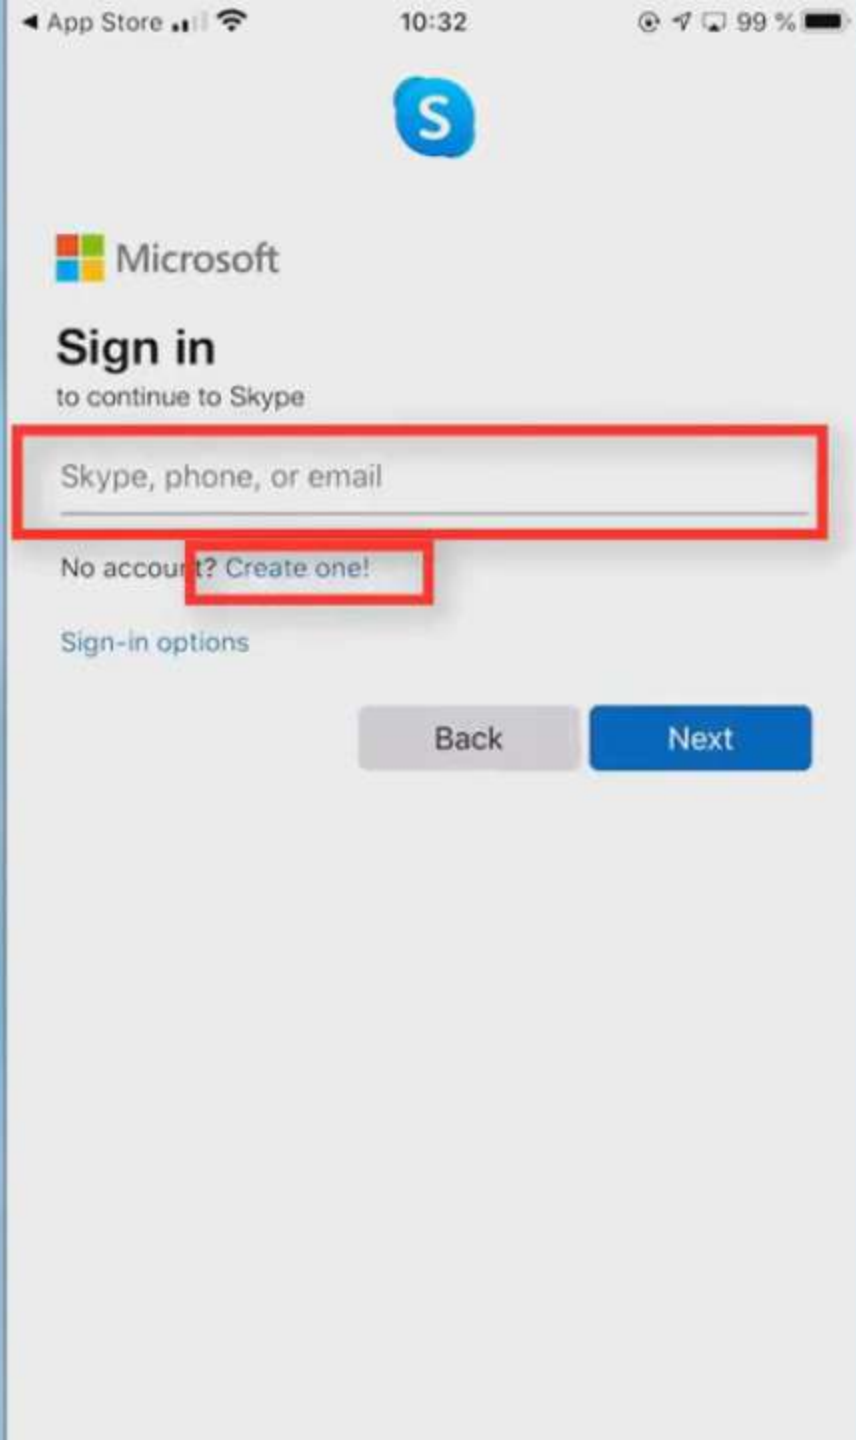 App Store 10:32 99 %
S
Microsoft
Sign in
to continue to Skype
Skype, phone, or email
No account? Create one!
Sign-in options
Back Next